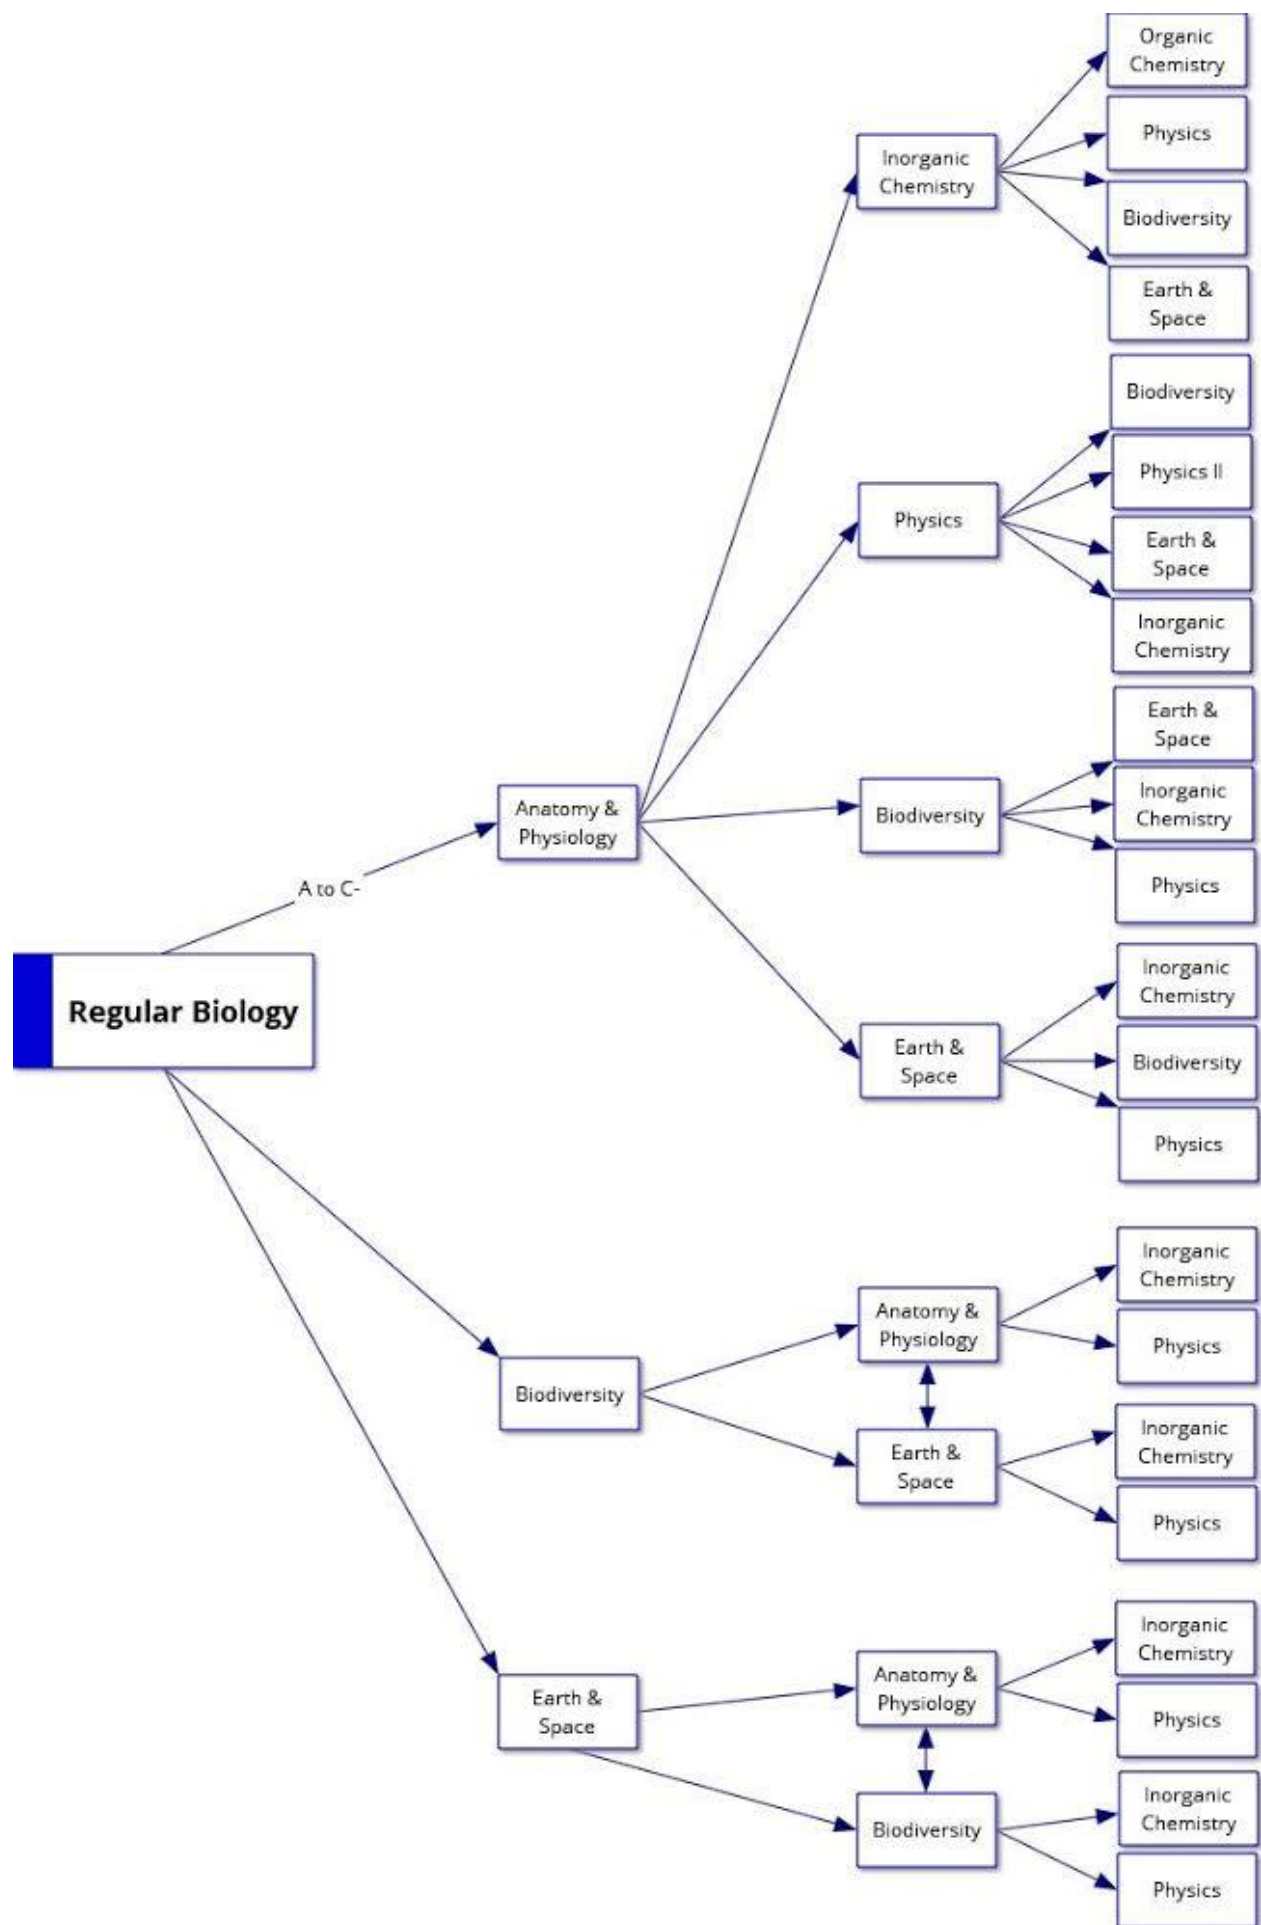 Organic
Chemistry
Physics
Inorganic
Chemistry
Biodiversity
Earth &
Space
Biodiversity
Physics II
Physics
Earth &
Space
Inorganic
Chemistry
Earth &
Space
Anatomy &
Physiology
Biodiversity
Inorganic
Chemistry
Physics
A to C-
Regular Biology
Inorganic
Chemistry
Earth &
Space
Biodiversity
Physics
Inorganic
Chemistry
Anatomy &
Physiology
Physics
Biodiversity
Inorganic
Chemistry
Earth &
Space
Physics
Inorganic
Chemistry
Anatomy &
Physiology
Earth &
Space
Physics
Inorganic
Chemistry
Biodiversity
Physics